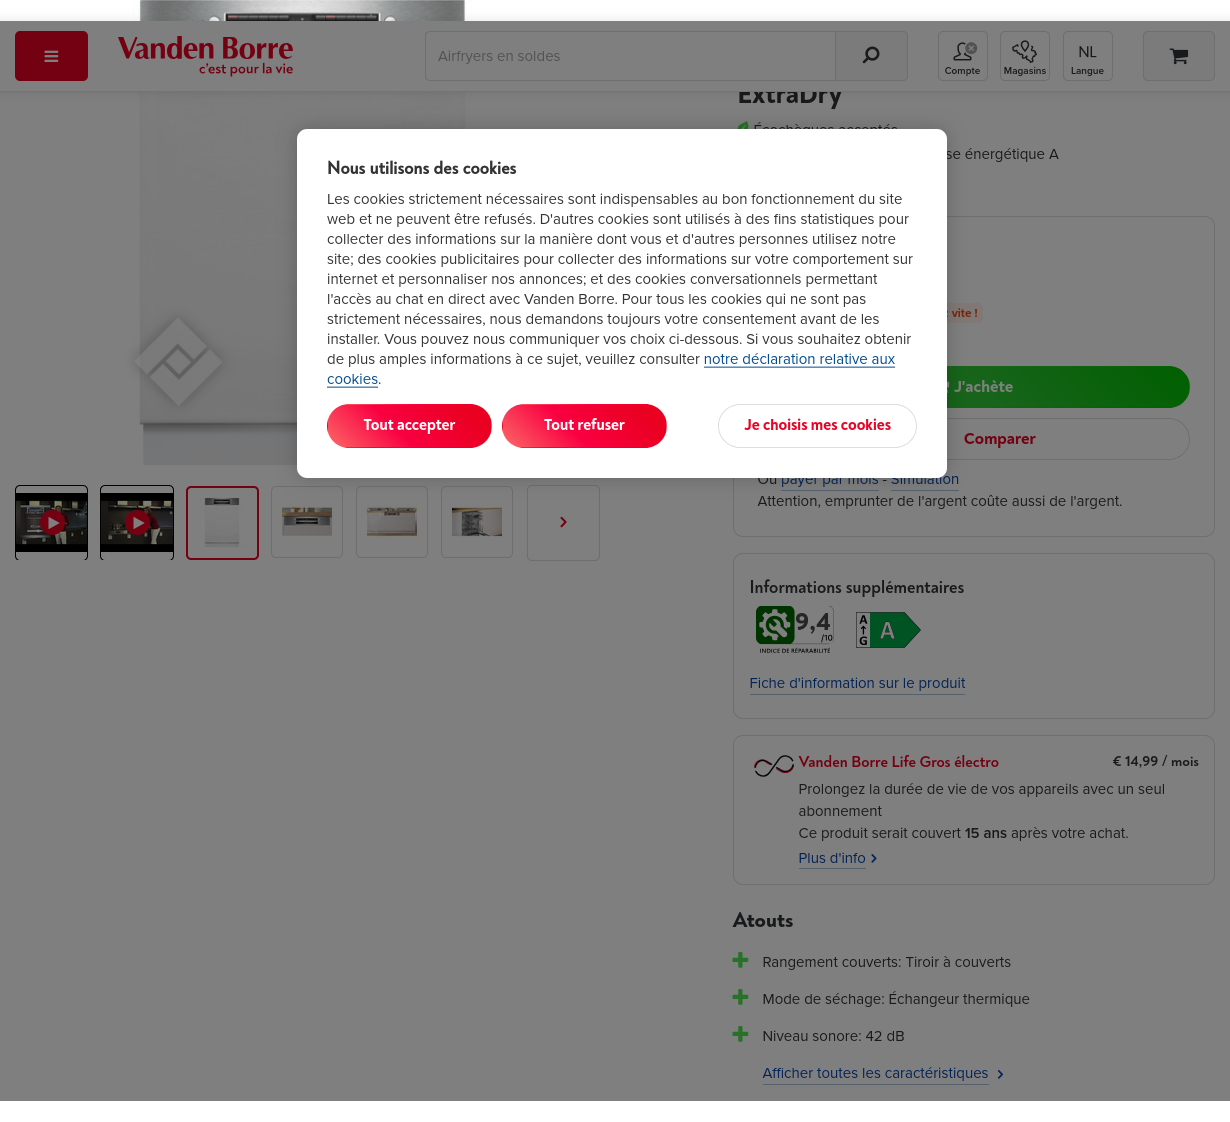 Vanden Borre
c'est pour la vie
Airfryers en soldes
Compte
Magasins
NL
Langue
ExtraDry
Écochèques acceptés
se énergétique A
Nous utilisons des cookies
Les cookies strictement nécessaires sont indispensables au bon fonctionnement du site
web et ne peuvent être refusés. D'autres cookies sont utilisés à des fins statistiques pour
collecter des informations sur la manière dont vous et d'autres personnes utilisez notre
site; des cookies publicitaires pour collecter des informations sur votre comportement sur
internet et personnaliser nos annonces; et des cookies conversationnels permettant
l'accès au chat en direct avec Vanden Borre. Pour tous les cookies qui ne sont pas
strictement nécessaires, nous demandons toujours votre consentement avant de les
installer. Vous pouvez nous communiquer vos choix ci-dessous. Si vous souhaitez obtenir
de plus amples informations à ce sujet, veuillez consulter notre déclaration relative aux
cookies.
Tout accepter
Tout refuser
Je choisis mes cookies
vite !
J'achète
Comparer
Ou payer par mois - Simulation
Attention, emprunter de l'argent coûte aussi de l'argent.
Informations supplémentaires
9,4
/10
INDICE DE RÉPARABILITÉ
A
G
A
Fiche d'information sur le produit
Vanden Borre Life Gros électro
€ 14,99 / mois
Prolongez la durée de vie de vos appareils avec un seul
abonnement
Ce produit serait couvert 15 ans après votre achat.
Plus d'info
Atouts
Rangement couverts: Tiroir à couverts
Mode de séchage: Échangeur thermique
Niveau sonore: 42 dB
Afficher toutes les caractéristiques